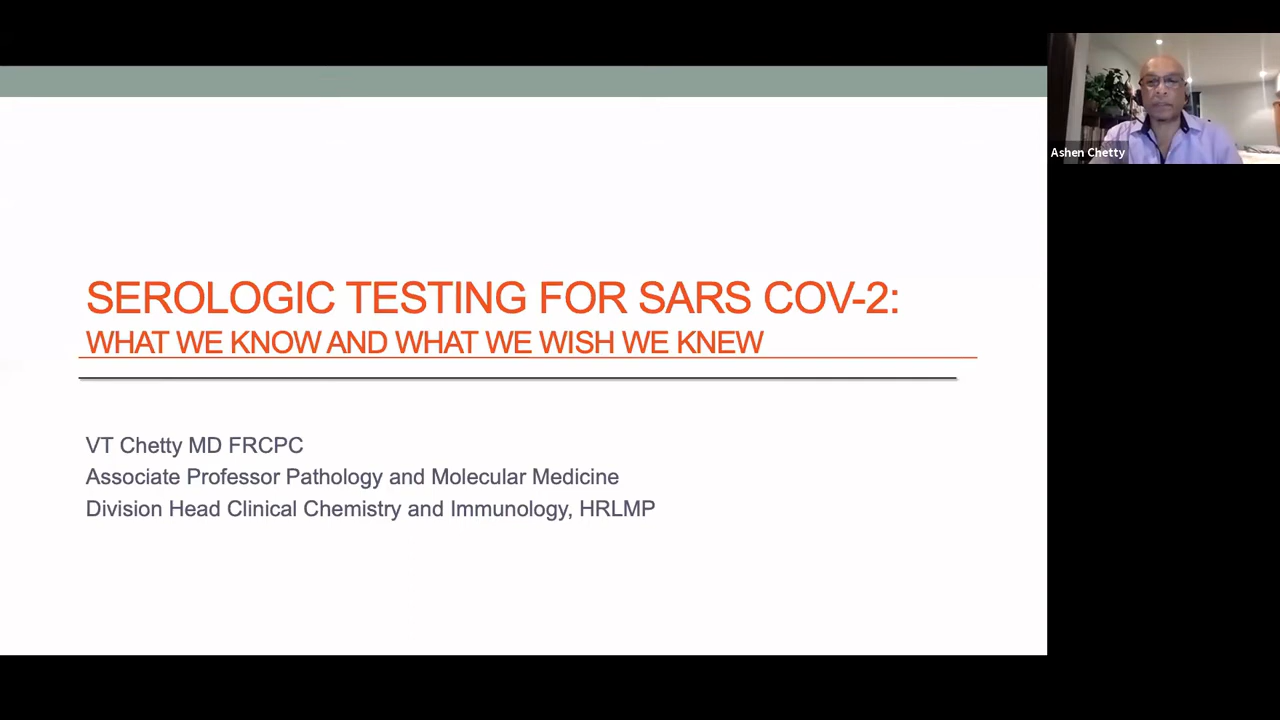 SEROLOGIC TESTING FOR SARS COV-2:
WHAT WE KNOW AND WHAT WE WISH WE KNEW
VT Chetty MD FRCPC
Associate Professor Pathology and Molecular Medicine
Division Head Clinical Chemistry and Immunology, HRLMP
Ashen Chetty